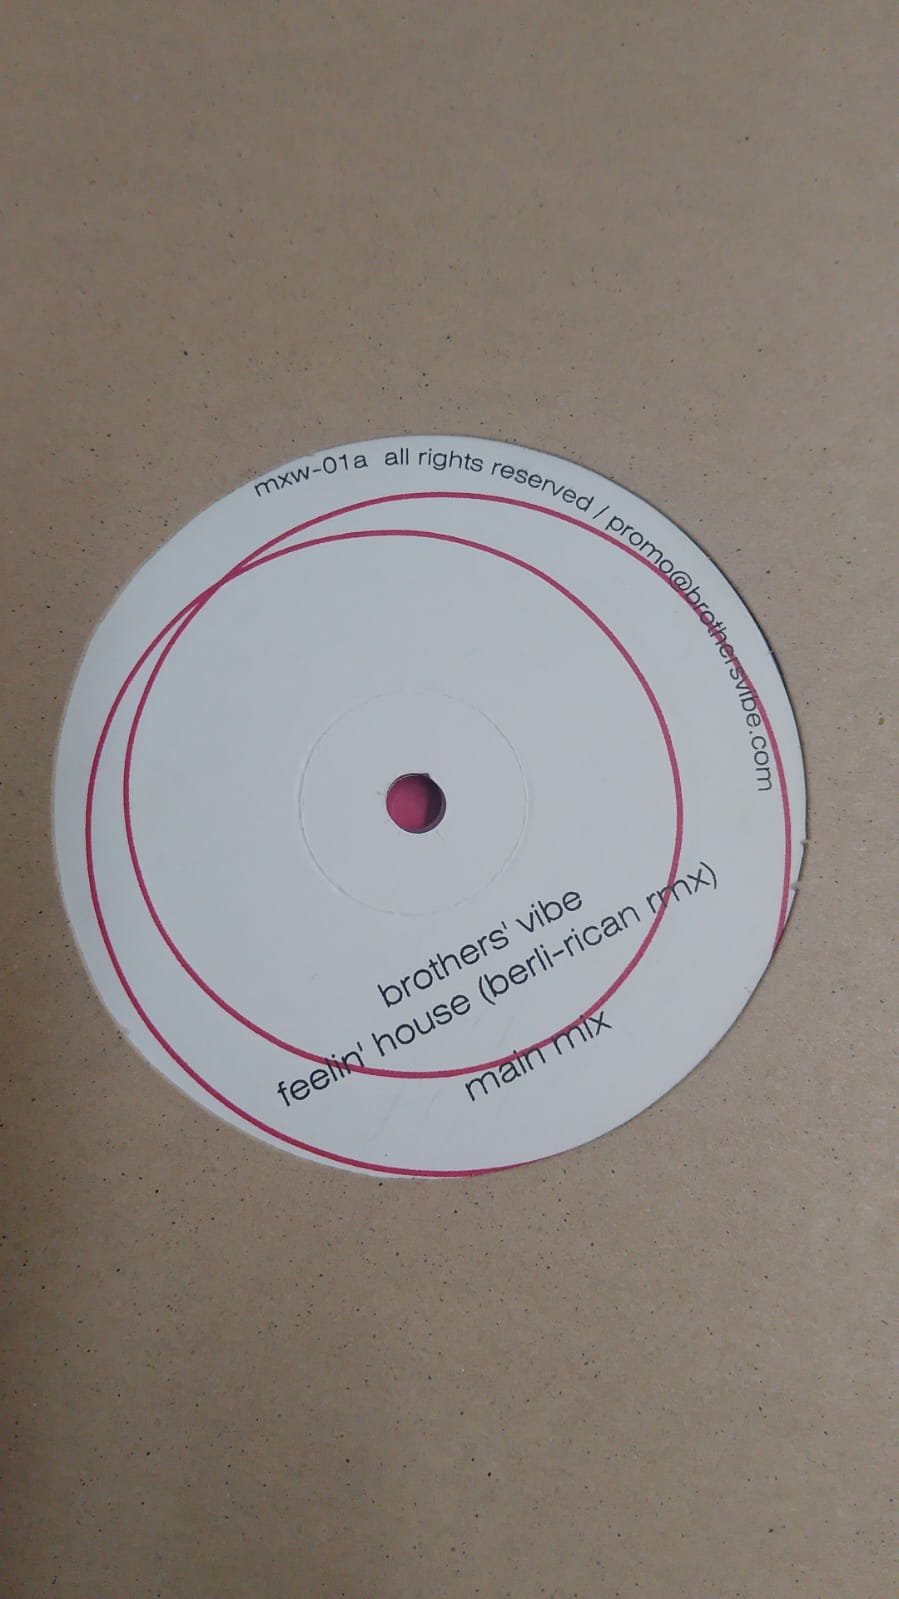 mxw-01a all rights reserved / promo@brothersvibe.com
brothers' vibe
feelin' house (berli-rican rmx)
main mix